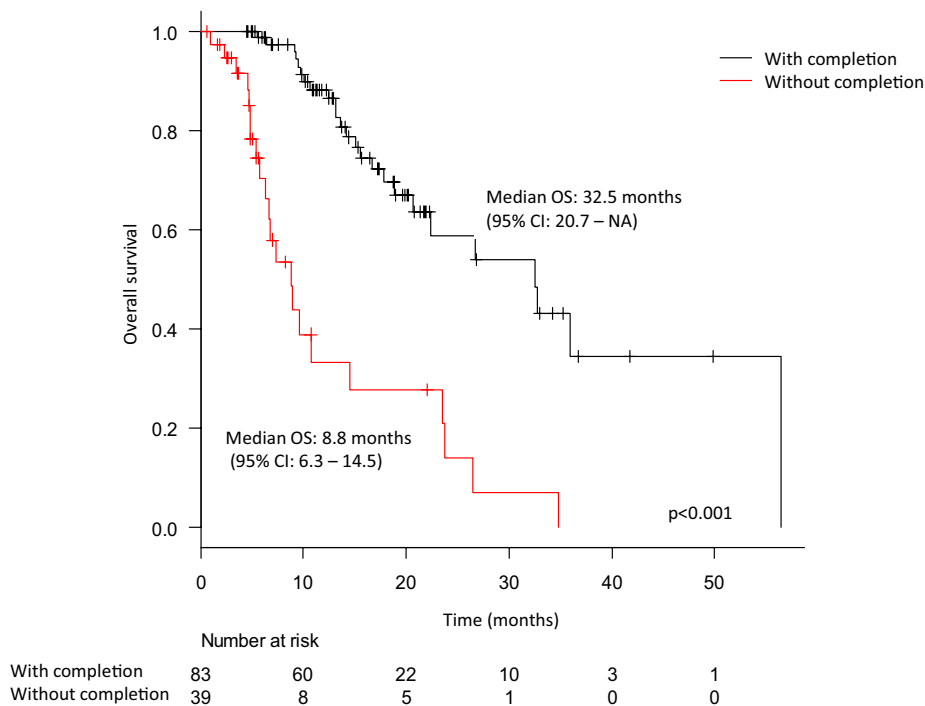 With completion
Without completion
1.0
0.8
0.6
0.4
0.2
0.0
Overall survival
Median OS: 32.5 months
(95% CI: 20.7 – NA)
Median OS: 8.8 months
(95% CI: 6.3 – 14.5)
p<0.001
0 10 20 30 40 50
Time (months)
Number at risk
With completion 83 60 22 10 3 1
Without completion 39 8 5 1 0 0